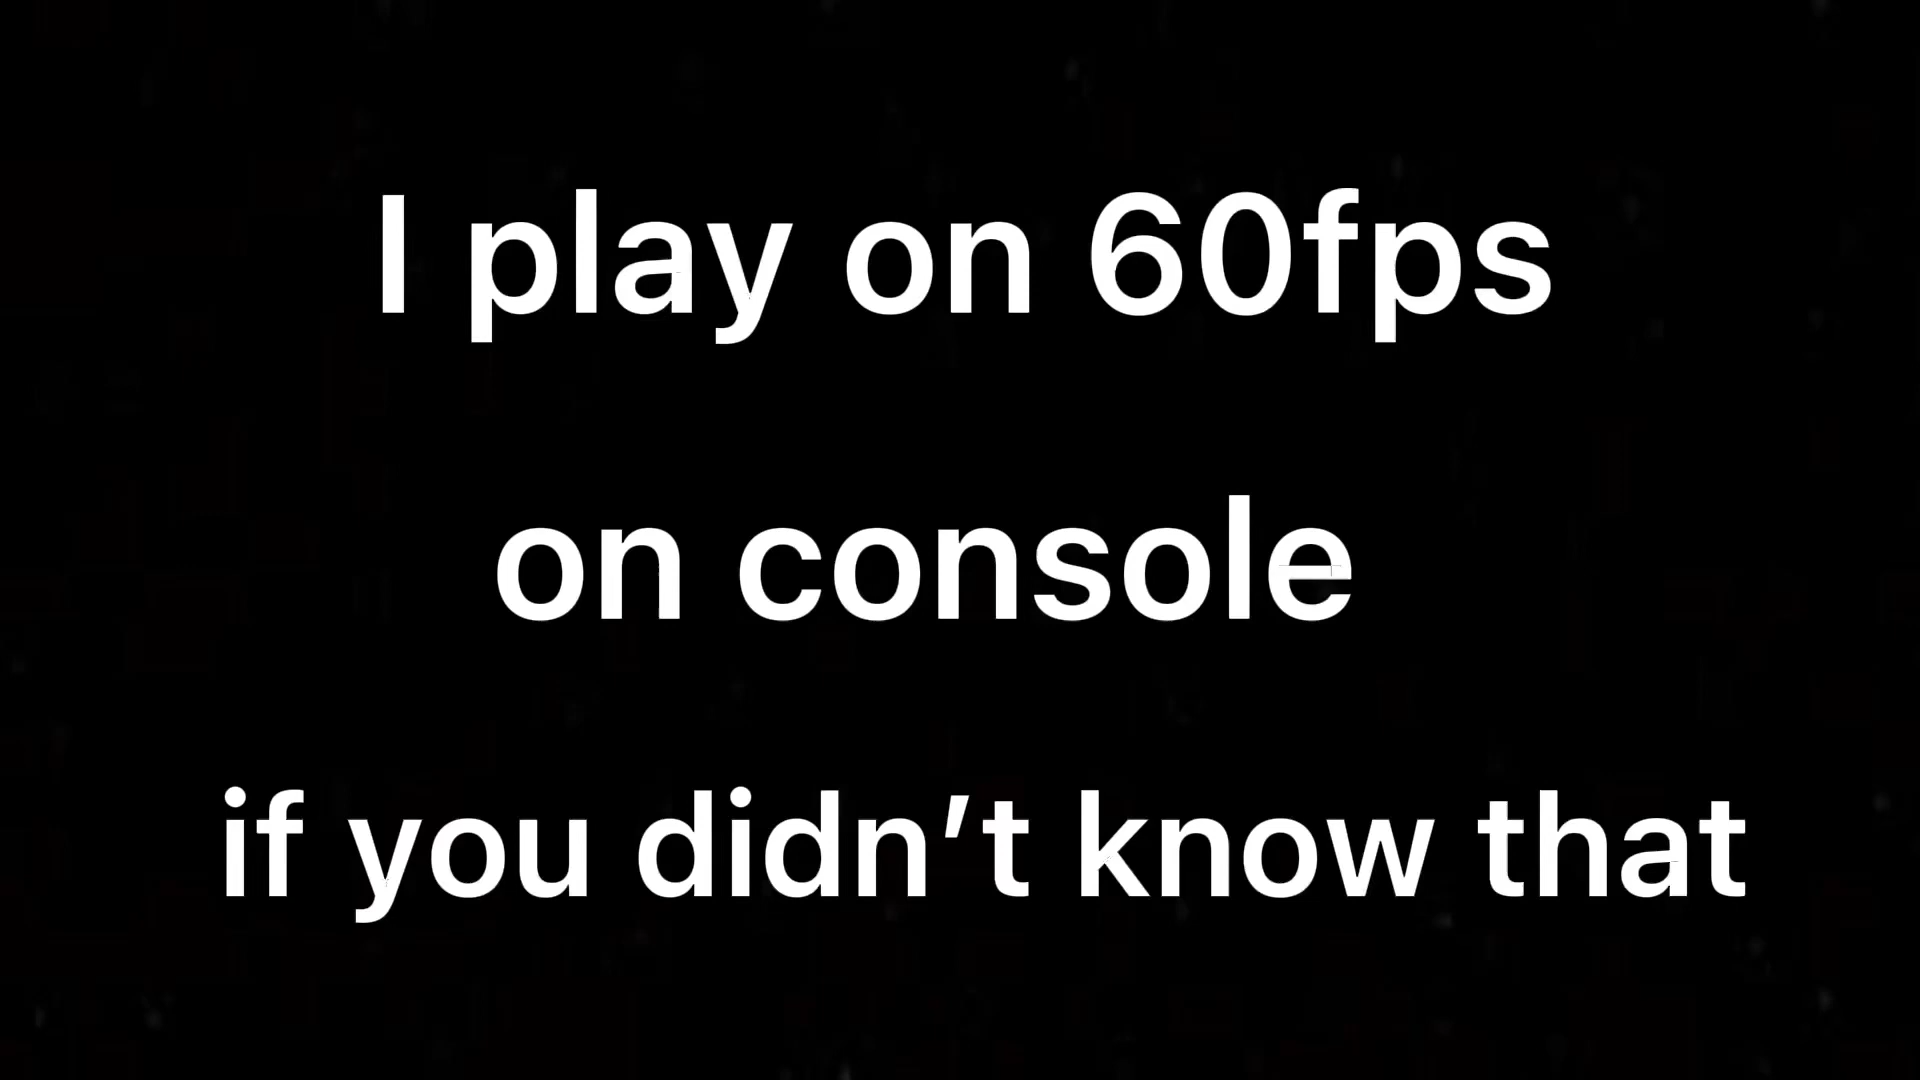 I play on 60fps
on console
if you didn’t know that